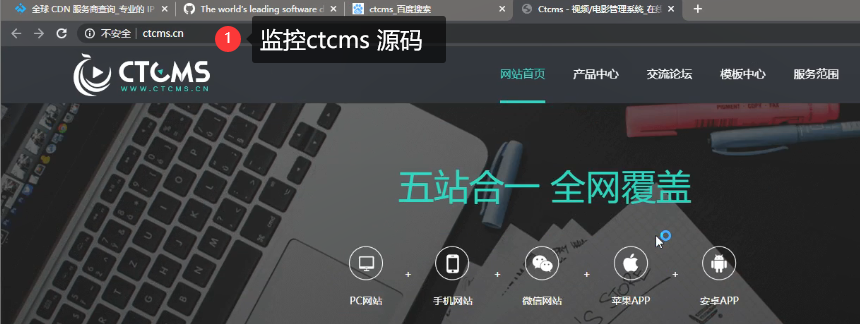 全球 CDN 服务商查询_专业的 IP
The world's leading software d
ctcms_百度搜索
Ctcms - 视频/电影管理系统_在线
不安全 | ctcms.cn
1
监控ctcms 源码
CTCMS
WWW.CTCMS.CN
网站首页 产品中心 交流论坛 模板中心 服务范围
五站合一 全网覆盖
PC网站 + 手机网站 + 微信网站 + 苹果APP + 安卓APP